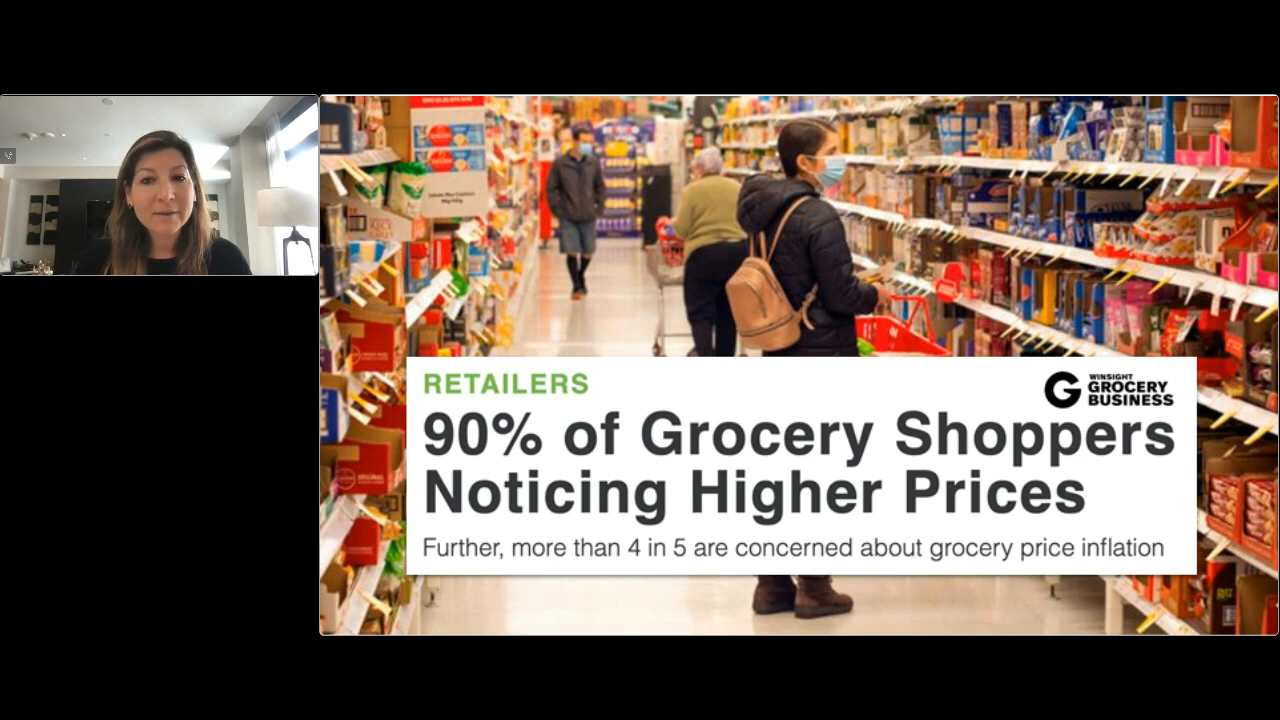 RETAILERS
WINSIGHT
GROCERY
BUSINESS
90% of Grocery Shoppers
Noticing Higher Prices
Further, more than 4 in 5 are concerned about grocery price inflation